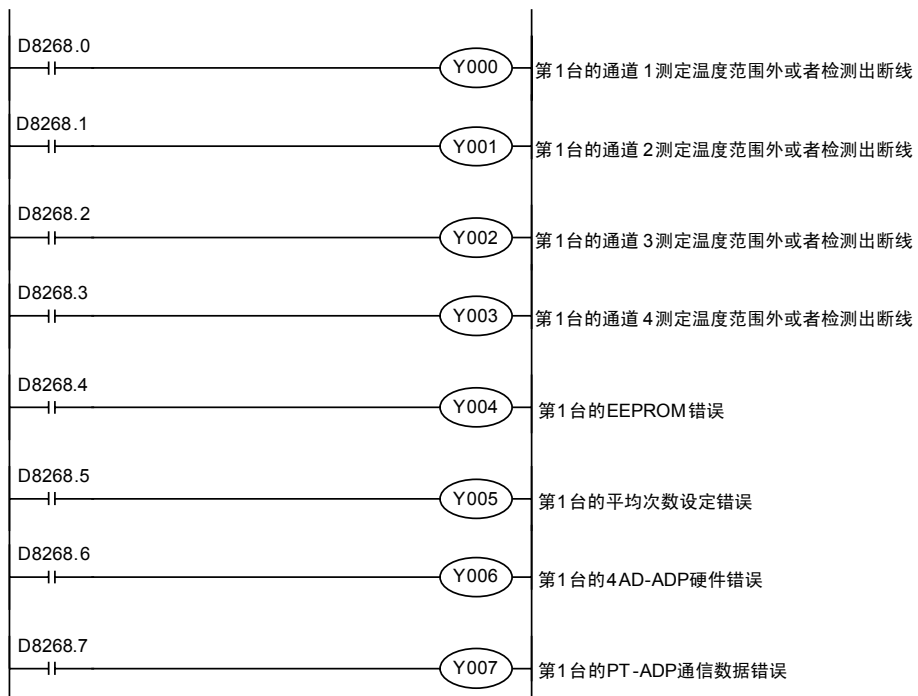 D8268.0
Y000 第1台的通道1测定温度范围外或者检测出断线
D8268.1
Y001 第1台的通道2测定温度范围外或者检测出断线
D8268.2
Y002 第1台的通道3测定温度范围外或者检测出断线
D8268.3
Y003 第1台的通道4测定温度范围外或者检测出断线
D8268.4
Y004 第1台的EEPROM错误
D8268.5
Y005 第1台的平均次数设定错误
D8268.6
Y006 第1台的4AD-ADP硬件错误
D8268.7
Y007 第1台的PT-ADP通信数据错误